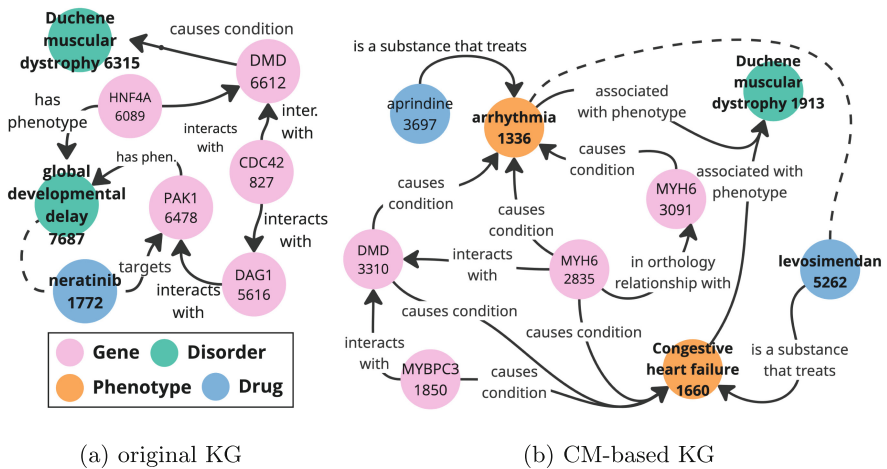 Duchene
muscular
dystrophy 6315
causes condition
DMD
6612
has
phenotype
HNF4A
6089
interacts
with
inter.
with
has phen.
CDC42
827
global
developmental
delay
7687
PAK1
6478
interacts
with
targets
neratinib
1772
interacts
with
DAG1
5616
Gene
Disorder
Phenotype
Drug
(a) original KG
is a substance that treats
aprindine
3697
arrhythmia
1336
associated
with phenotype
Duchene
muscular
dystrophy 1913
causes
condition
associated with
phenotype
MYH6
3091
causes
condition
causes
condition
DMD
3310
interacts
with
MYH6
2835
in orthology
relationship with
levosimendan
5262
causes condition
causes condition
interacts
with
MYBPC3
1850
causes
condition
Congestive
heart failure
1660
is a substance
that treats
(b) CM-based KG